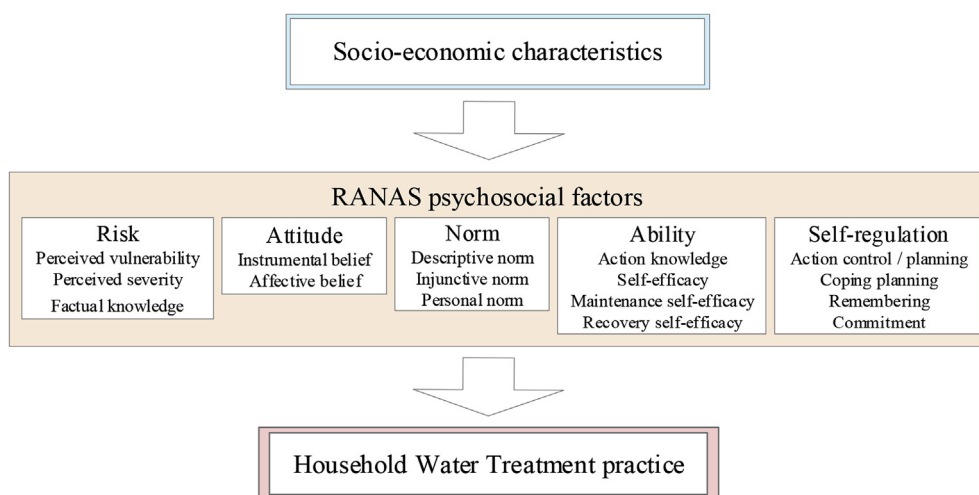 Socio-economic characteristics
RANAS psychosocial factors
Risk
Perceived vulnerability
Perceived severity
Factual knowledge
Attitude
Instrumental belief
Affective belief
Norm
Descriptive norm
Injunctive norm
Personal norm
Ability
Action knowledge
Self-efficacy
Maintenance self-efficacy
Recovery self-efficacy
Self-regulation
Action control / planning
Coping planning
Remembering
Commitment
Household Water Treatment practice